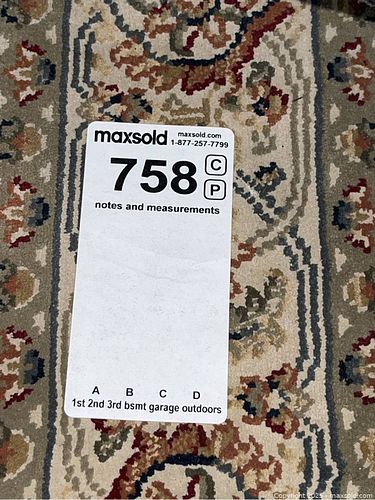 maxsold maxsold.com
1-877-257-7799
758 C
P
notes and measurements
A B C D
1st 2nd 3rd bsmt garage outdoors
Copyright 2025 - maxsold.com